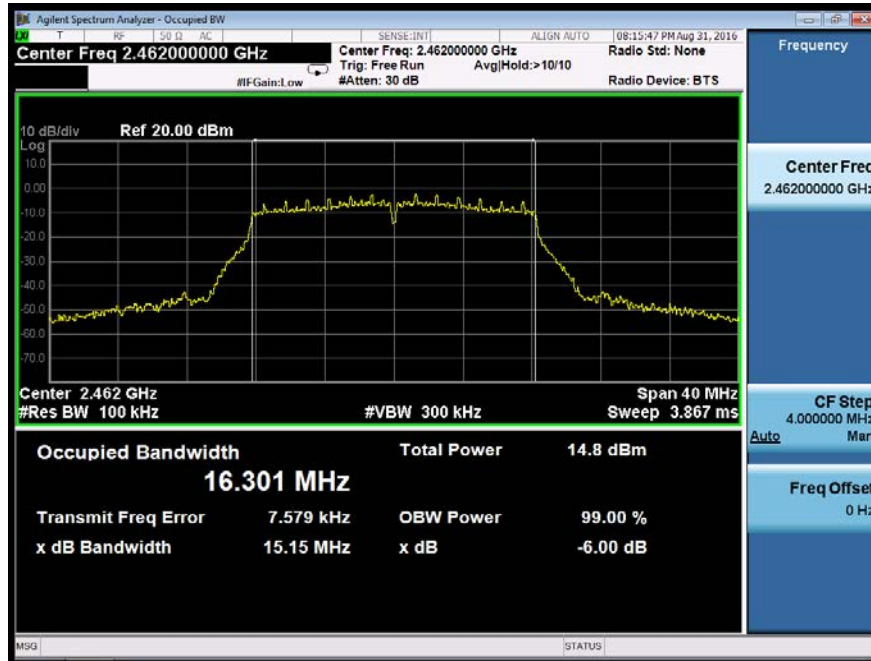 Agilent Spectrum Analyzer - Occupied BW
LXI T RF 50 Ω AC SENSE:INT ALIGN AUTO 08:15:47 PM Aug 31, 2016
Center Freq 2.462000000 GHz
Center Freq: 2.462000000 GHz
Radio Std: None
Trig: Free Run Avg|Hold:>10/10
#IFGain:Low
#Atten: 30 dB
Radio Device: BTS
10 dB/div Ref 20.00 dBm
Log
10.0
0.00
-10.0
-20.0
-30.0
-40.0
-50.0
-60.0
-70.0
Center 2.462 GHz Span 40 MHz
#Res BW 100 kHz #VBW 300 kHz Sweep 3.867 ms
Occupied Bandwidth Total Power 14.8 dBm
16.301 MHz
Transmit Freq Error 7.579 kHz OBW Power 99.00 %
x dB Bandwidth 15.15 MHz x dB -6.00 dB
MSG STATUS
Frequency
Center Freq
2.462000000 GHz
CF Step
4.000000 MHz
Auto Man
Freq Offset
0 Hz